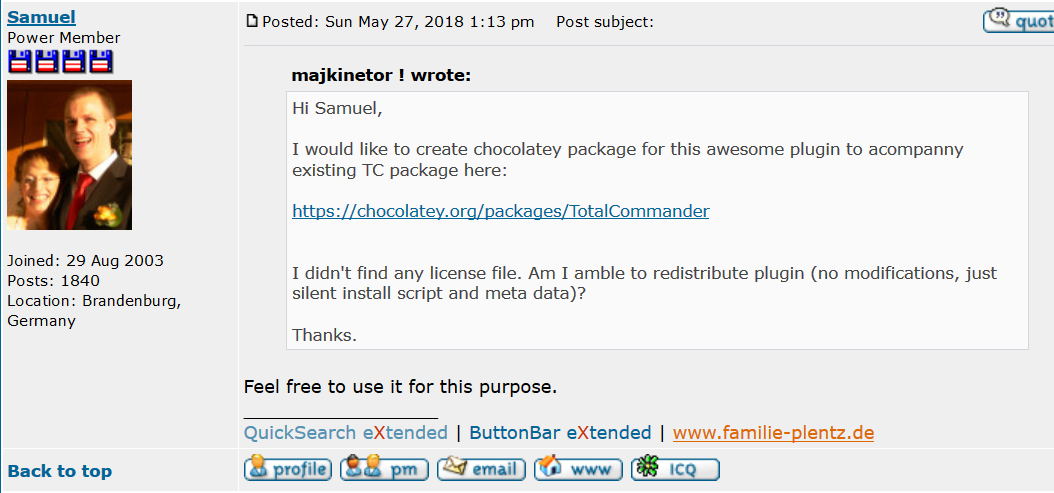 Samuel
Power Member
Posted: Sun May 27, 2018 1:13 pm Post subject:
quot
majkinetor ! wrote:
Hi Samuel,
I would like to create chocolatey package for this awesome plugin to acompanny
existing TC package here:
https://chocolatey.org/packages/TotalCommander
I didn't find any license file. Am I amble to redistribute plugin (no modifications, just
silent install script and meta data)?
Thanks.
Joined: 29 Aug 2003
Posts: 1840
Location: Brandenburg,
Germany
Feel free to use it for this purpose.
QuickSearch eXtended | ButtonBar eXtended | www.familie-plentz.de
Back to top
profile pm email www ICQ